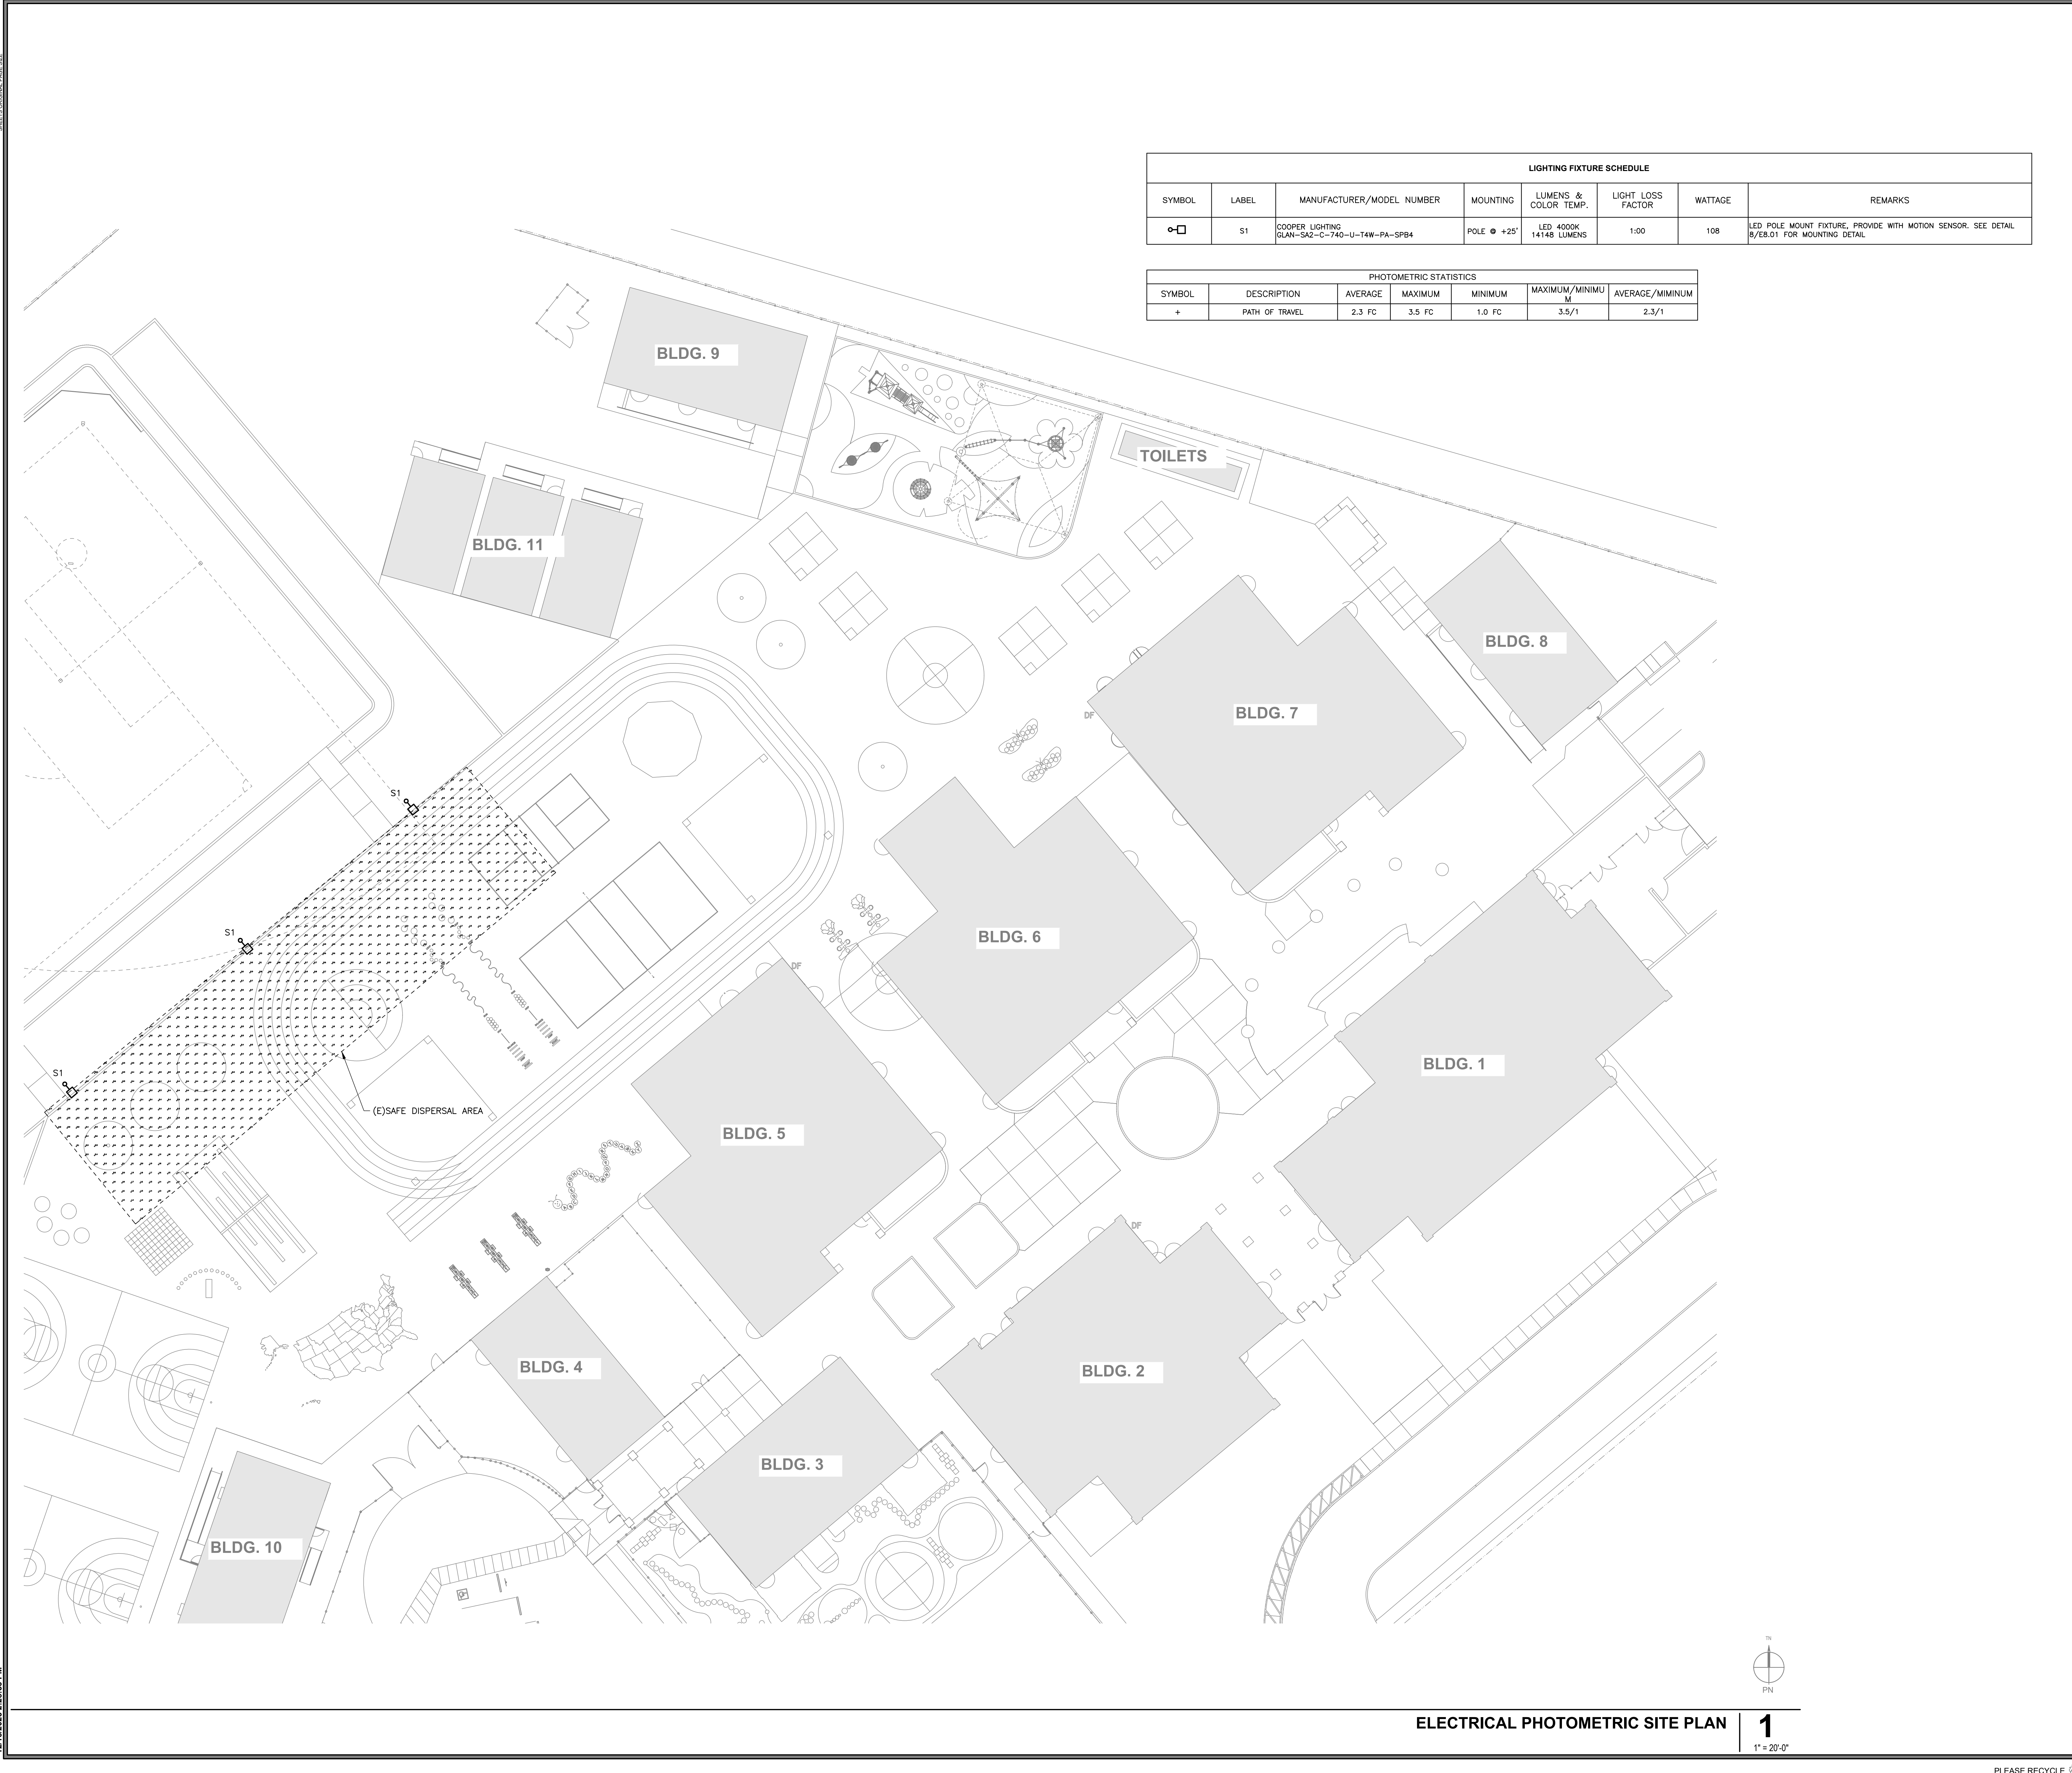 LIGHTING FIXTURE SCHEDULE
SYMBOL LABEL MANUFACTURER/MODEL NUMBER MOUNTING LUMENS & COLOR TEMP. LIGHT LOSS FACTOR WATTAGE REMARKS
S1 COOPER LIGHTING GLAN-SA2-C-740-U-T4W-PA-SPB4 POLE @ +25' LED 4000K 14148 LUMENS 1:00 108 LED POLE MOUNT FIXTURE, PROVIDE WITH MOTION SENSOR. SEE DETAIL 8/E8.01 FOR MOUNTING DETAIL
PHOTOMETRIC STATISTICS
SYMBOL DESCRIPTION AVERAGE MAXIMUM MINIMUM MAXIMUM/MINIMUM AVERAGE/MIMINUM
+ PATH OF TRAVEL 2.3 FC 3.5 FC 1.0 FC 3.5/1 2.3/1
BLDG. 9
TOILETS
BLDG. 11
BLDG. 8
BLDG. 7
DF
S1
S1
BLDG. 6
DF
S1
BLDG. 1
(E)SAFE DISPERSAL AREA
BLDG. 5
DF
BLDG. 4
BLDG. 2
BLDG. 3
BLDG. 10
TN
PN
ELECTRICAL PHOTOMETRIC SITE PLAN
1
1" = 20'-0"
PLEASE RECYCLE